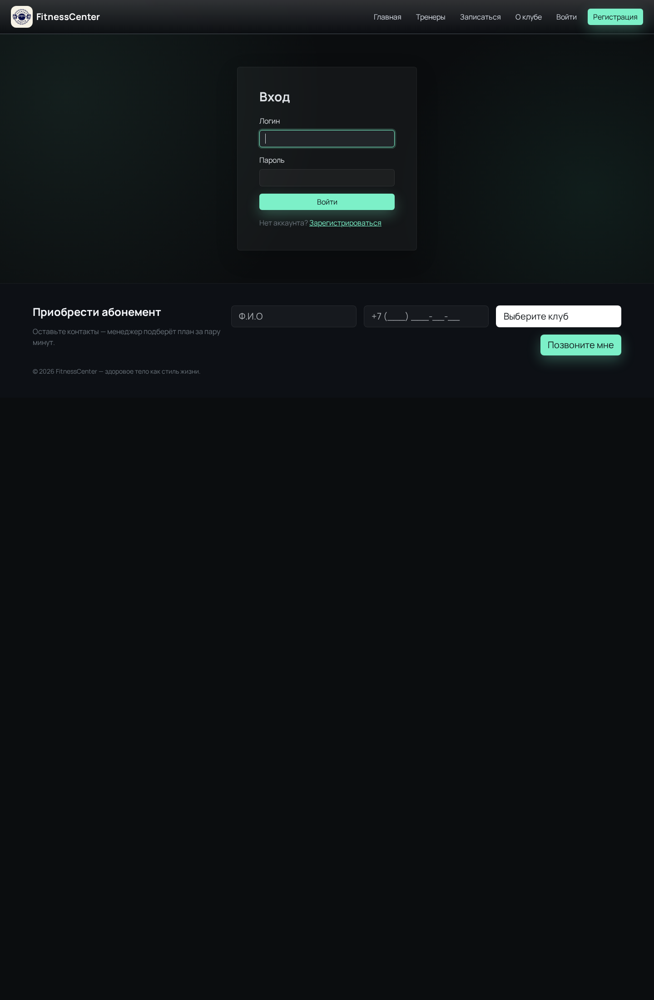 FitnessCenter
Главная
Тренеры
Записаться
О клубе
Войти
Регистрация
Вход
Логин
Пароль
Войти
Нет аккаунта? Зарегистрироваться
Приобрести абонемент
Оставьте контакты — менеджер подберёт план за пару
минут.
Ф.И.О
+7 (___) ___-__-__
Выберите клуб
Позвоните мне
© 2026 FitnessCenter — здоровое тело как стиль жизни.